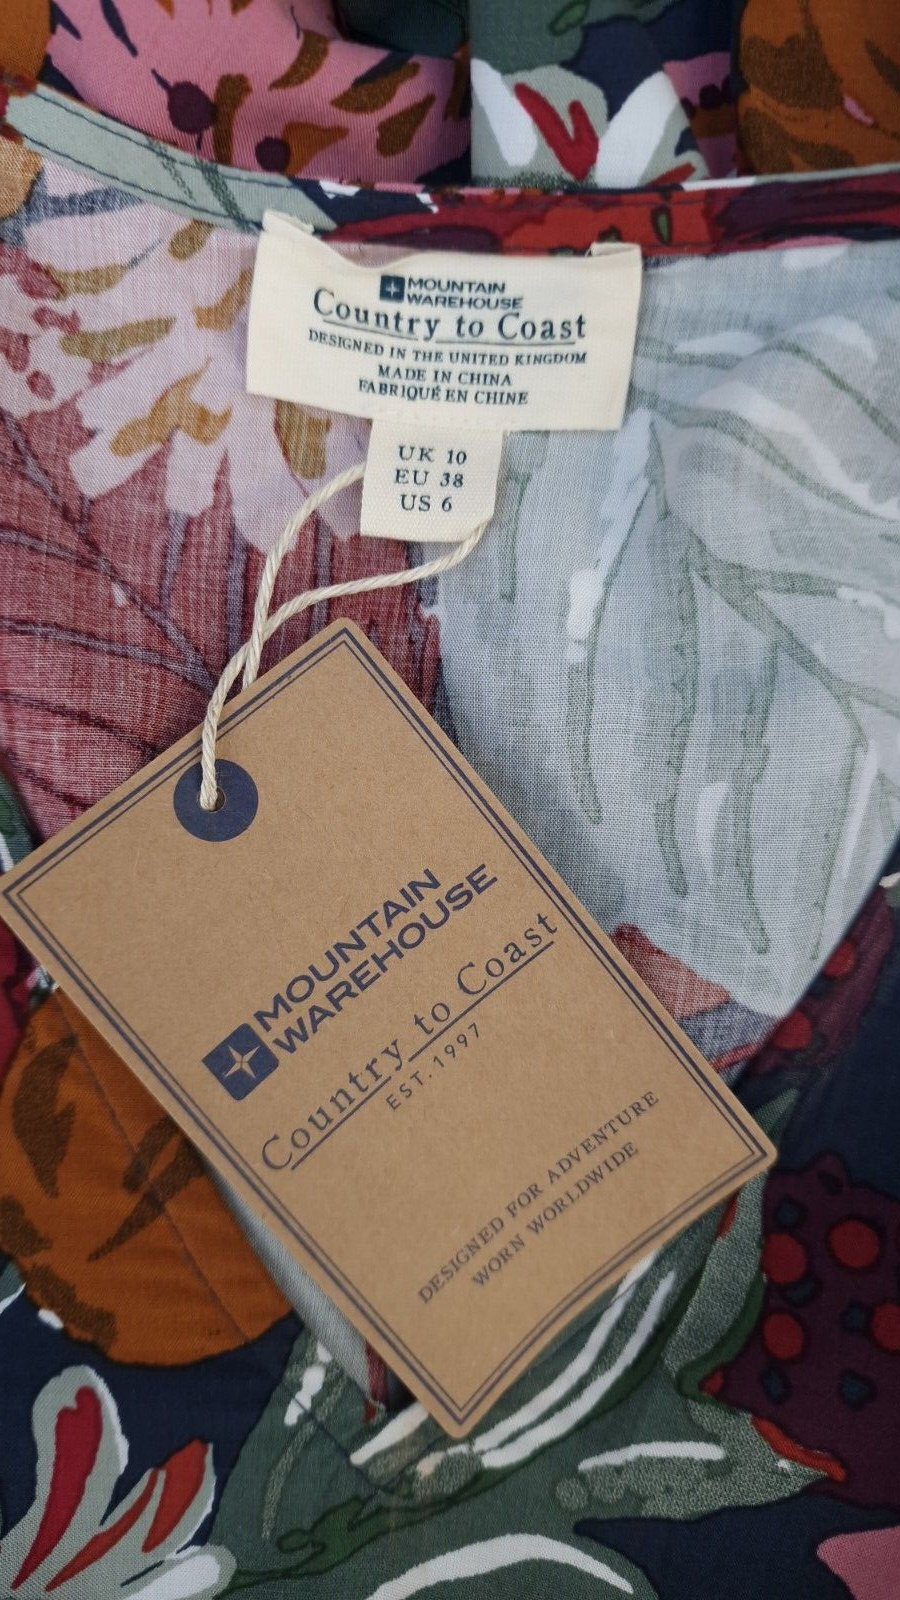 MOUNTAIN
WAREHOUSE
Country to Coast
DESIGNED IN THE UNITED KINGDOM
MADE IN CHINA
FABRIQUÉ EN CHINE
UK 10
EU 38
US 6
MOUNTAIN
WAREHOUSE
Country to Coast
EST.1997
DESIGNED FOR ADVENTURE
WORN WORLDWIDE